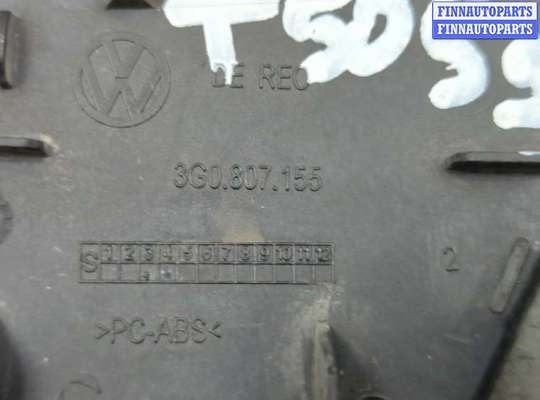 FINNAUTOPARTS
FINNAUTOPARTS
DE REO
3G0.807.155
S 1 2 3 4 5 6 7 8 9 10 11 12
2
>PC-ABS<